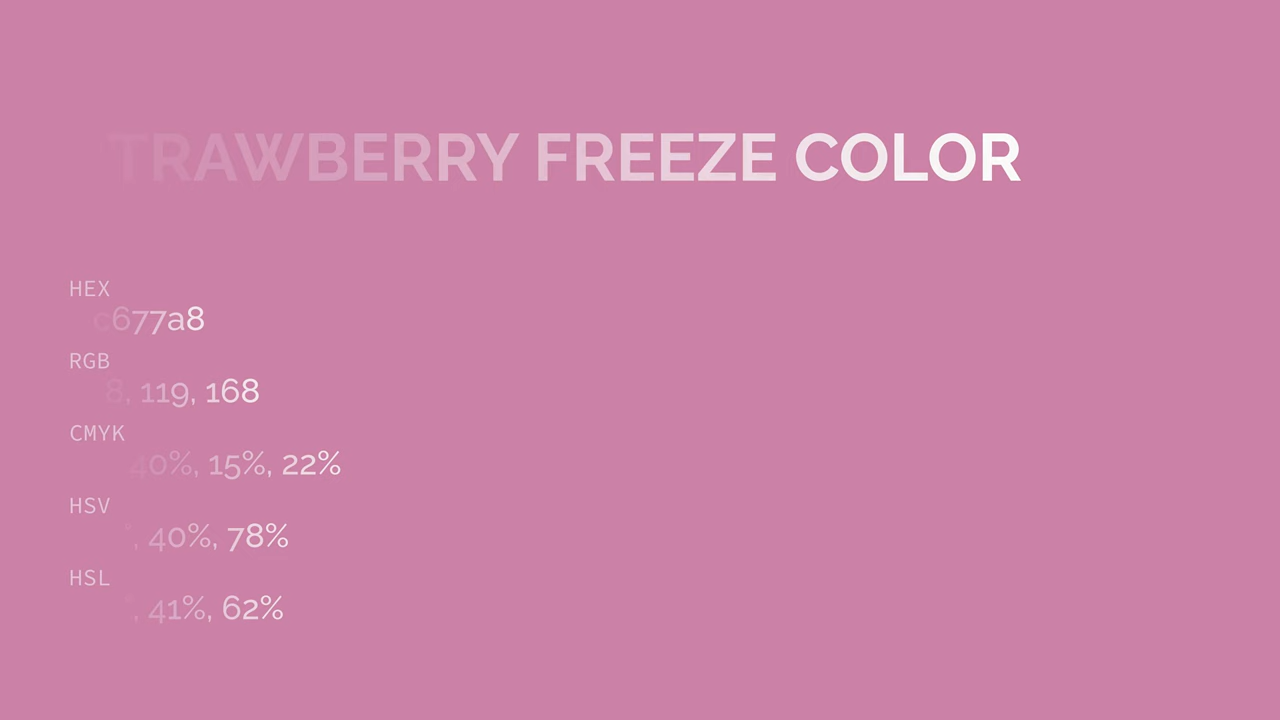 TRAWBERRY FREEZE COLOR
HEX
c677a8
RGB
8, 119, 168
CMYK
40%, 15%, 22%
HSV
°, 40%, 78%
HSL
°, 41%, 62%